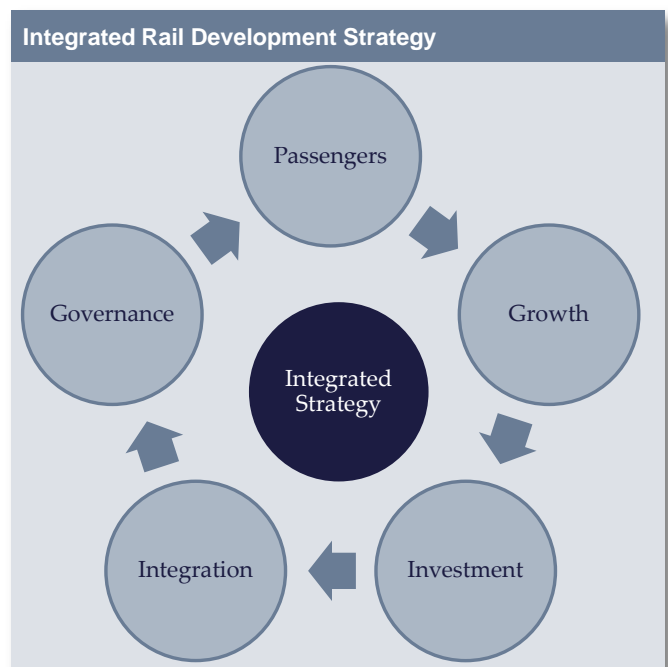 Integrated Rail Development Strategy
Passengers
Governance
Growth
Integrated
Strategy
Integration
Investment